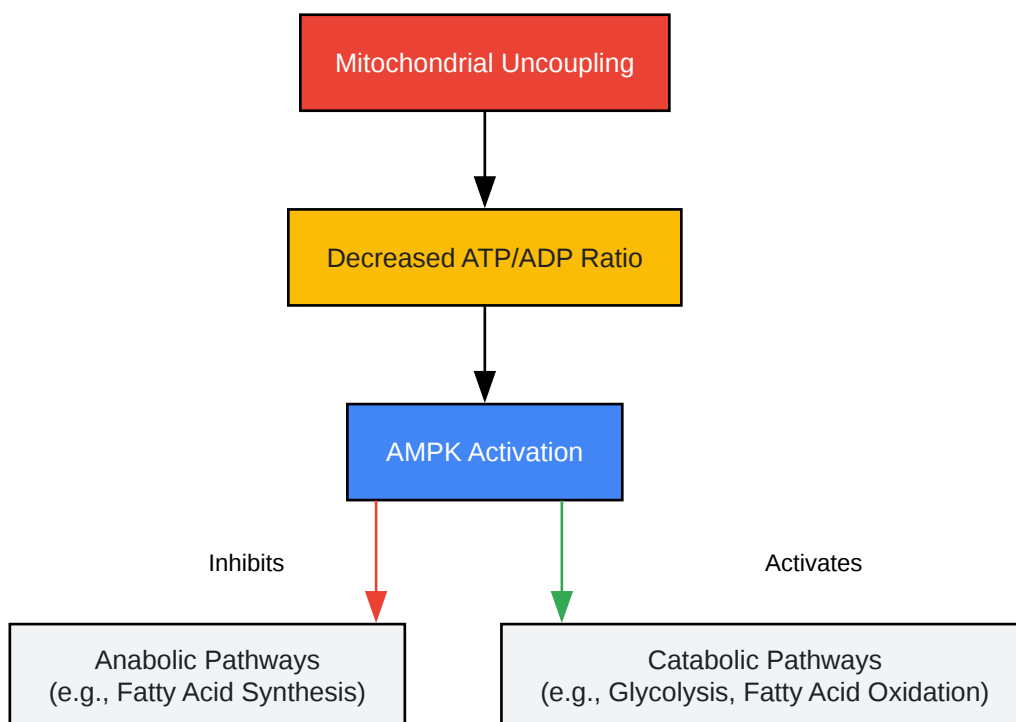 Mitochondrial Uncoupling
Decreased ATP/ADP Ratio
AMPK Activation
Inhibits
Activates
Anabolic Pathways
(e.g., Fatty Acid Synthesis)
Catabolic Pathways
(e.g., Glycolysis, Fatty Acid Oxidation)